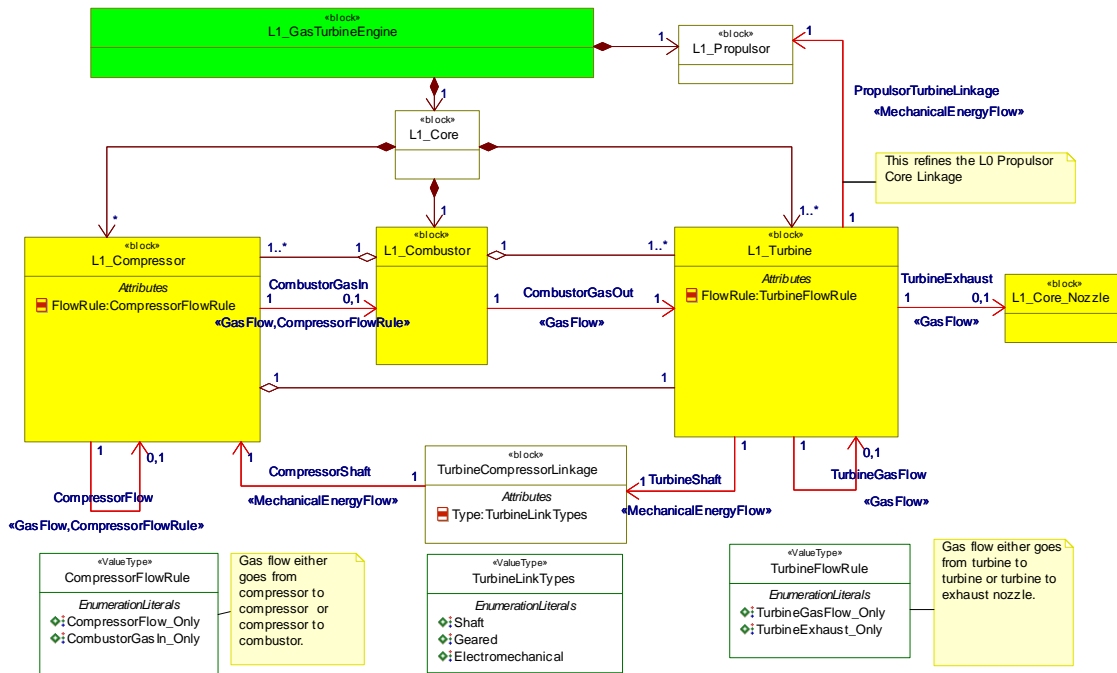 «block»
L1_GasTurbineEngine
1
«block»
L1_Propulsor
1
PropulsorTurbineLinkage
«MechanicalEnergyFlow»
1
«block»
L1_Core
This refines the L0 Propulsor
Core Linkage
*
1
1..*
1
«block»
L1_Compressor
Attributes
FlowRule:CompressorFlowRule
1..*
1
«block»
L1_Combustor
1
1..*
«block»
L1_Turbine
Attributes
FlowRule:TurbineFlowRule
CombustorGasIn
1
0,1
«GasFlow,CompressorFlowRule»
CombustorGasOut
1
1
«GasFlow»
TurbineExhaust
1
0,1
«GasFlow»
«block»
L1_Core_Nozzle
1
1
1
0,1
CompressorFlow
«GasFlow,CompressorFlowRule»
1
CompressorShaft
1
«MechanicalEnergyFlow»
«block»
TurbineCompressorLinkage
Attributes
Type:TurbineLinkTypes
1
TurbineShaft
1
«MechanicalEnergyFlow»
1
0,1
TurbineGasFlow
«GasFlow»
«ValueType»
CompressorFlowRule
EnumerationLiterals
CompressorFlow_Only
CombustorGasIn_Only
Gas flow either
goes from
compressor to
compressor or
compressor to
combustor.
«ValueType»
TurbineLinkTypes
EnumerationLiterals
Shaft
Geared
Electromechanical
«ValueType»
TurbineFlowRule
EnumerationLiterals
TurbineGasFlow_Only
TurbineExhaust_Only
Gas flow either goes
from turbine to
turbine or turbine to
exhaust nozzle.